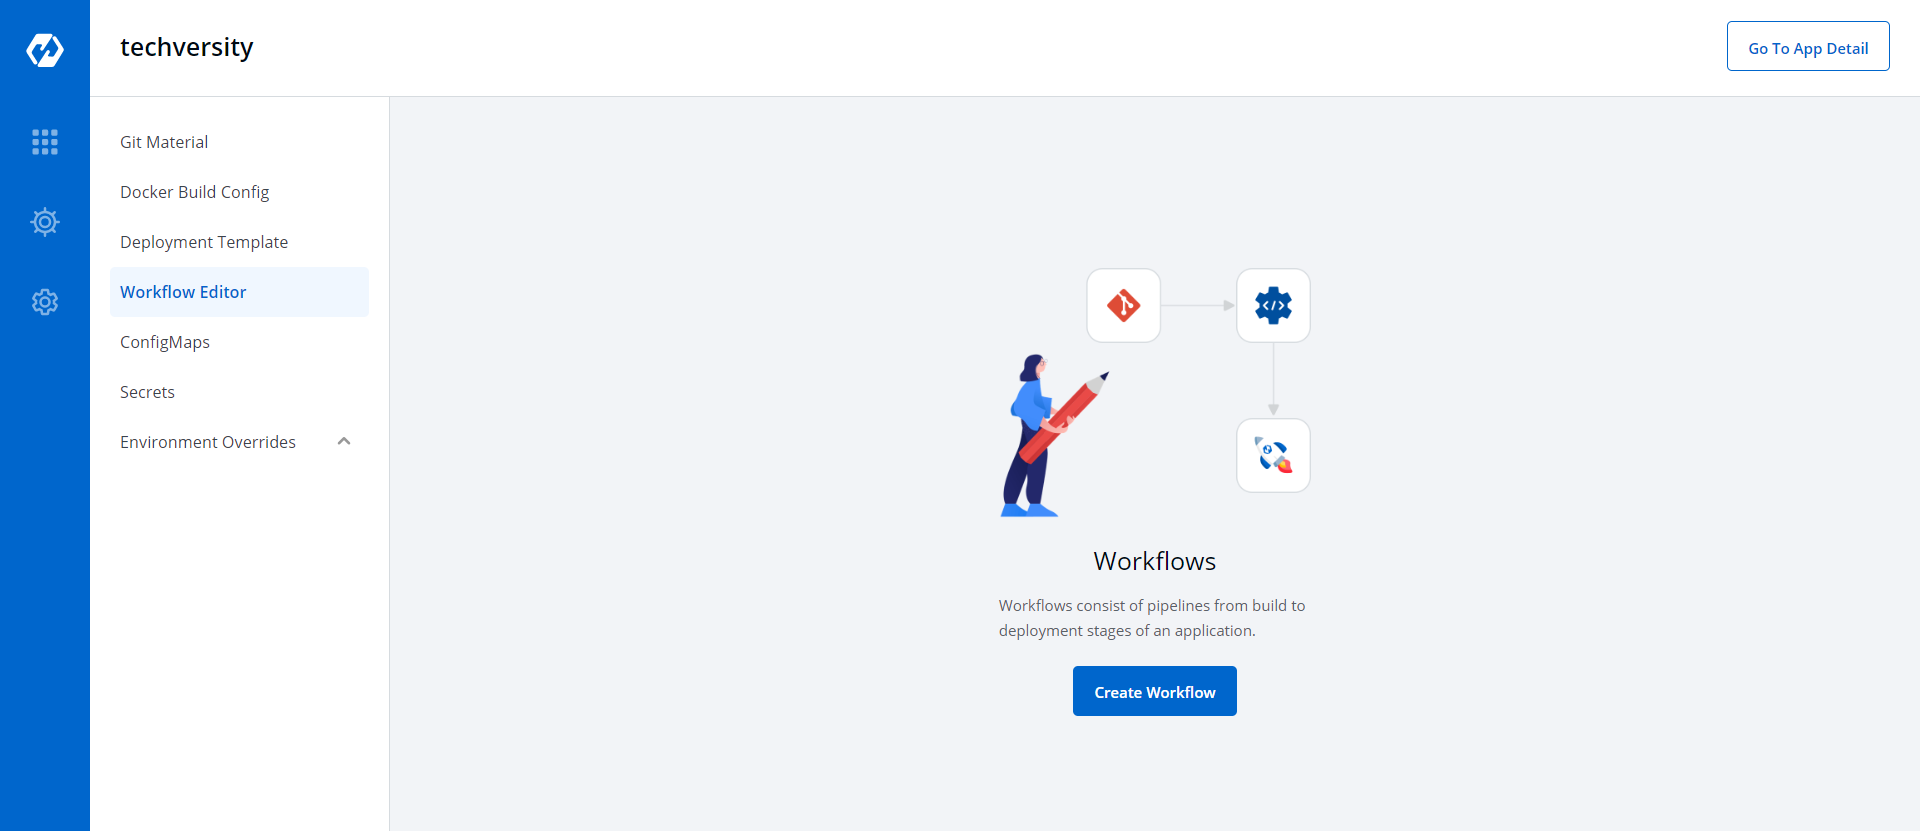 techversity
Go To App Detail
Git Material
Docker Build Config
Deployment Template
Workflow Editor
ConfigMaps
Secrets
Environment Overrides
</>
Workflows
Workflows consist of pipelines from build to
deployment stages of an application.
Create Workflow